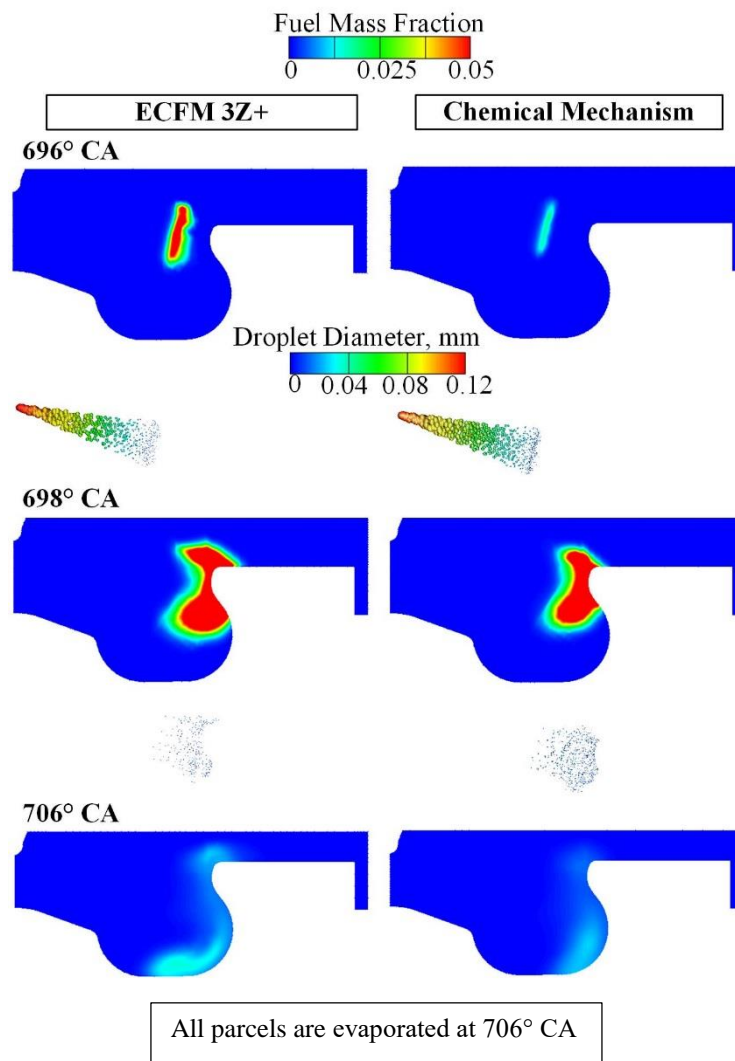 Fuel Mass Fraction
0 0.025 0.05
ECFM 3Z+ Chemical Mechanism
696° CA
Droplet Diameter, mm
0 0.04 0.08 0.12
698° CA
706° CA
All parcels are evaporated at 706° CA